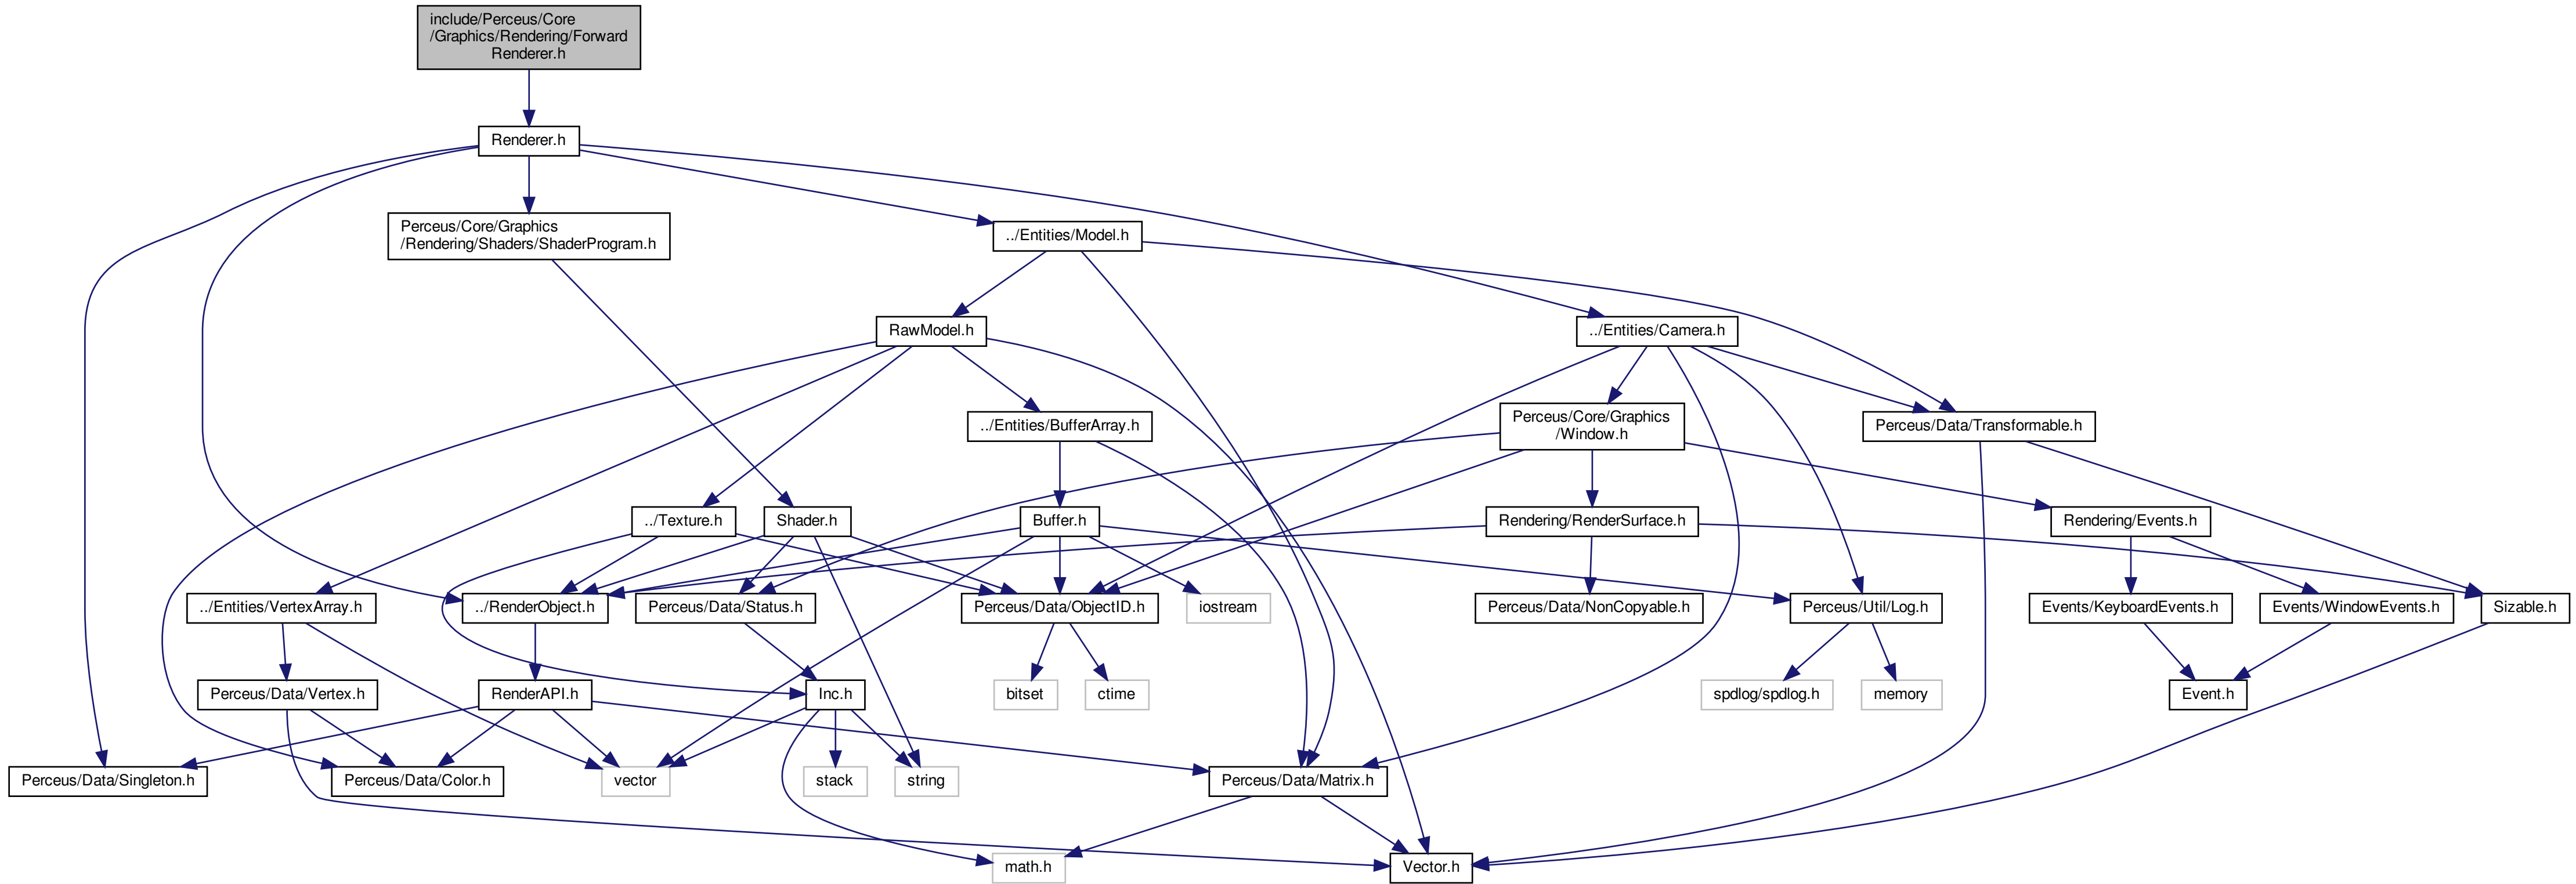 include/Perceus/Core
/Graphics/Rendering/Forward
Renderer.h
Renderer.h
Perceus/Core/Graphics
/Rendering/Shaders/ShaderProgram.h
../Entities/Model.h
RawModel.h
../Entities/Camera.h
../Entities/BufferArray.h
Perceus/Core/Graphics
/Window.h
Perceus/Data/Transformable.h
../Texture.h
Shader.h
Buffer.h
Rendering/RenderSurface.h
Rendering/Events.h
../Entities/VertexArray.h
../RenderObject.h
Perceus/Data/Status.h
Perceus/Data/ObjectID.h
iostream
Perceus/Data/NonCopyable.h
Perceus/Util/Log.h
Events/KeyboardEvents.h
Events/WindowEvents.h
Sizable.h
Perceus/Data/Vertex.h
RenderAPI.h
Inc.h
bitset
ctime
spdlog/spdlog.h
memory
Event.h
Perceus/Data/Singleton.h
Perceus/Data/Color.h
vector
stack
string
Perceus/Data/Matrix.h
math.h
Vector.h